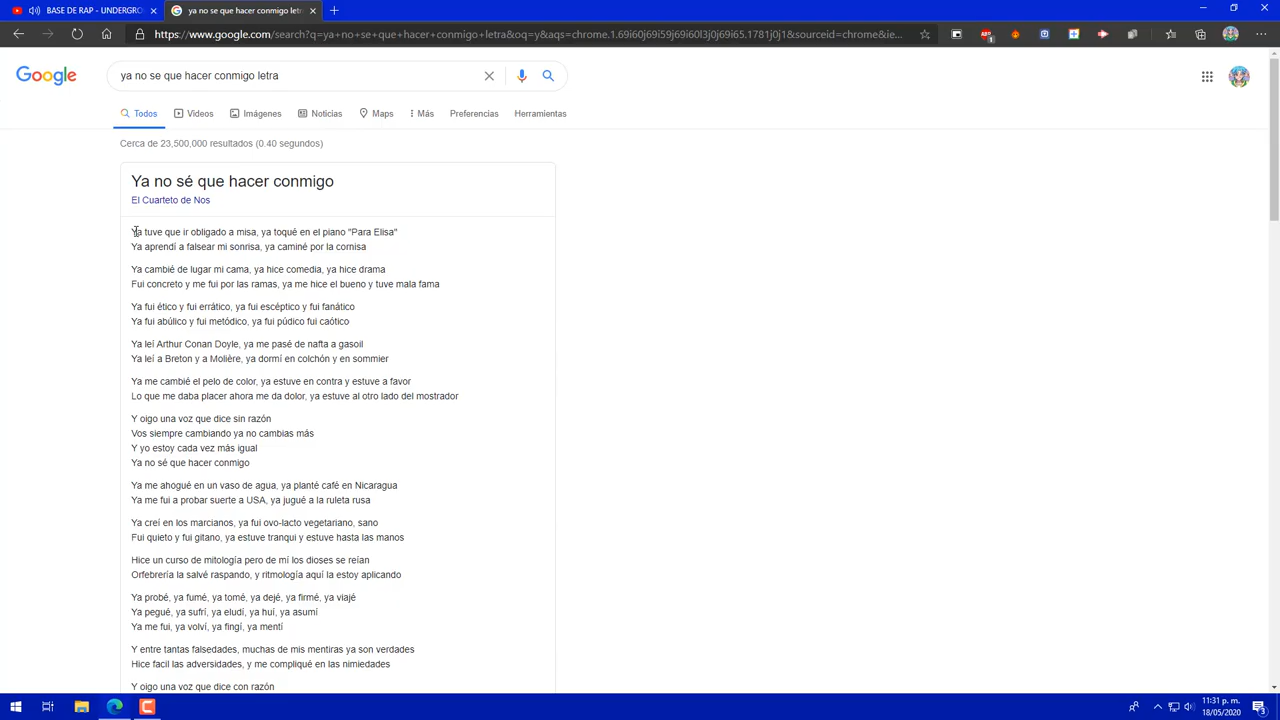 BASE DE RAP - UNDERGROU
ya no se que hacer conmigo letra
https://www.google.com/search?q=ya+no+se+que+hacer+conmigo+letra&oq=y&aqs=chrome.1.69i60j69i59j69i60l3j0j69i65.1781j0j1&sourceid=chrome&ie...
Google
ya no se que hacer conmigo letra
Todos
Videos
Imágenes
Noticias
Maps
Más
Preferencias
Herramientas
Cerca de 23,500,000 resultados (0.40 segundos)
Ya no sé que hacer conmigo
El Cuarteto de Nos
Ya tuve que ir obligado a misa, ya toqué en el piano "Para Elisa"
Ya aprendí a falsear mi sonrisa, ya caminé por la cornisa
Ya cambié de lugar mi cama, ya hice comedia, ya hice drama
Fui concreto y me fui por las ramas, ya me hice el bueno y tuve mala fama
Ya fui ético y fui errático, ya fui escéptico y fui fanático
Ya fui abúlico y fui metódico, ya fui púdico fui caótico
Ya leí Arthur Conan Doyle, ya me pasé de nafta a gasoil
Ya leí a Breton y a Molière, ya dormí en colchón y en sommier
Ya me cambié el pelo de color, ya estuve en contra y estuve a favor
Lo que me daba placer ahora me da dolor, ya estuve al otro lado del mostrador
Y oigo una voz que dice sin razón
Vos siempre cambiando ya no cambias más
Y yo estoy cada vez más igual
Ya no sé que hacer conmigo
Ya me ahogué en un vaso de agua, ya planté café en Nicaragua
Ya me fui a probar suerte a USA, ya jugué a la ruleta rusa
Ya creí en los marcianos, ya fui ovo-lacto vegetariano, sano
Fui quieto y fui gitano, ya estuve tranqui y estuve hasta las manos
Hice un curso de mitología pero de mí los dioses se reían
Orfebrería la salvé raspando, y ritmología aquí la estoy aplicando
Ya probé, ya fumé, ya tomé, ya dejé, ya firmé, ya viajé
Ya pegué, ya sufrí, ya eludí, ya huí, ya asumí
Ya me fui, ya volví, ya fingí, ya mentí
Y entre tantas falsedades, muchas de mis mentiras ya son verdades
Hice facil las adversidades, y me compliqué en las nimiedades
Y oigo una voz que dice con razón
11:31 p. m.
18/05/2020
3